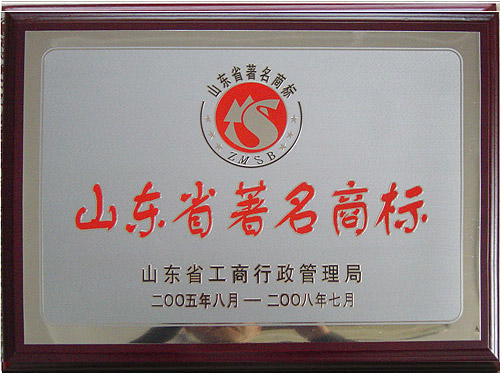 山东省著名商标
ZMSB
山东省著名商标
山东省工商行政管理局
二〇〇五年八月—二〇〇八年七月